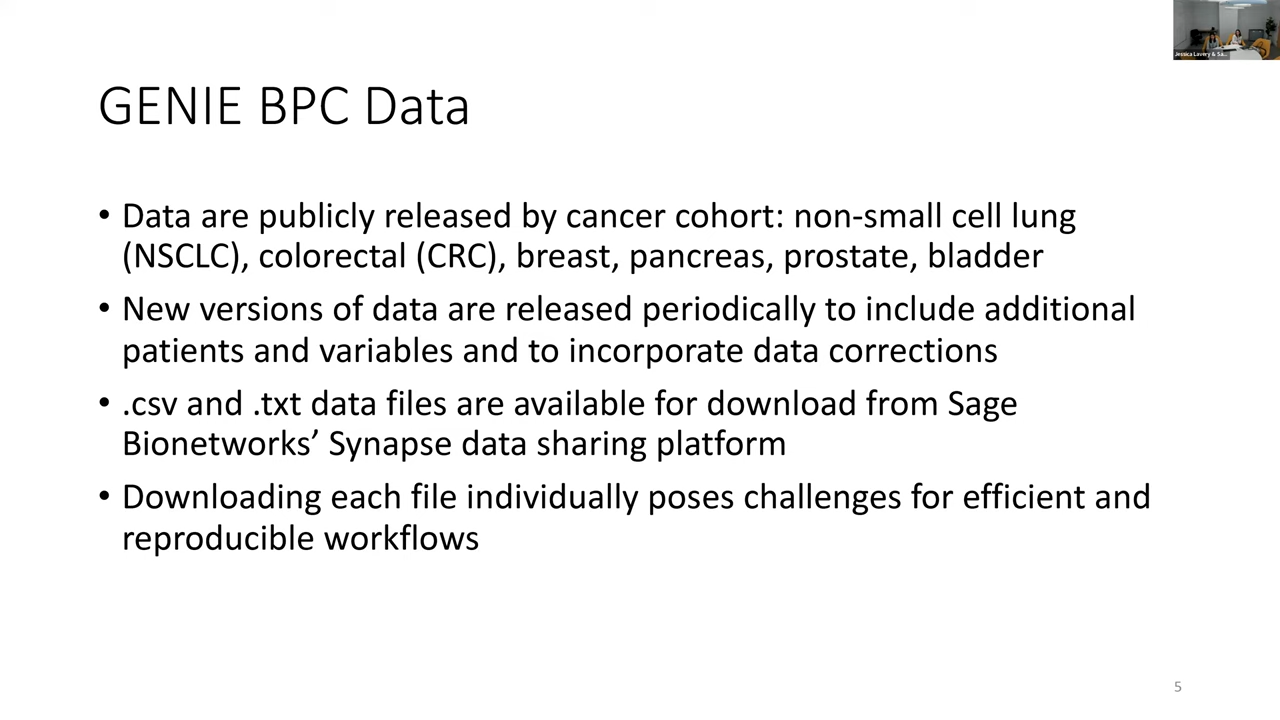 Jessica Lavery & Sa...
GENIE BPC Data
• Data are publicly released by cancer cohort: non-small cell lung
(NSCLC), colorectal (CRC), breast, pancreas, prostate, bladder
• New versions of data are released periodically to include additional
patients and variables and to incorporate data corrections
• .csv and .txt data files are available for download from Sage
Bionetworks’ Synapse data sharing platform
• Downloading each file individually poses challenges for efficient and
reproducible workflows
5